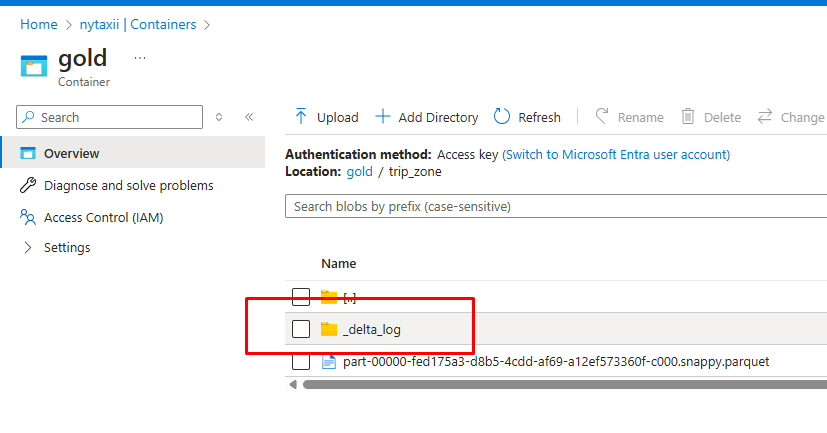 Home > nytaxii | Containers >
gold ...
Container
Search
Overview
Diagnose and solve problems
Access Control (IAM)
Settings
Upload Add Directory Refresh Rename Delete Change
Authentication method: Access key (Switch to Microsoft Entra user account)
Location: gold / trip_zone
Search blobs by prefix (case-sensitive)
Name
[..]
_delta_log
part-00000-fed175a3-d8b5-4cdd-af69-a12ef573360f-c000.snappy.parquet